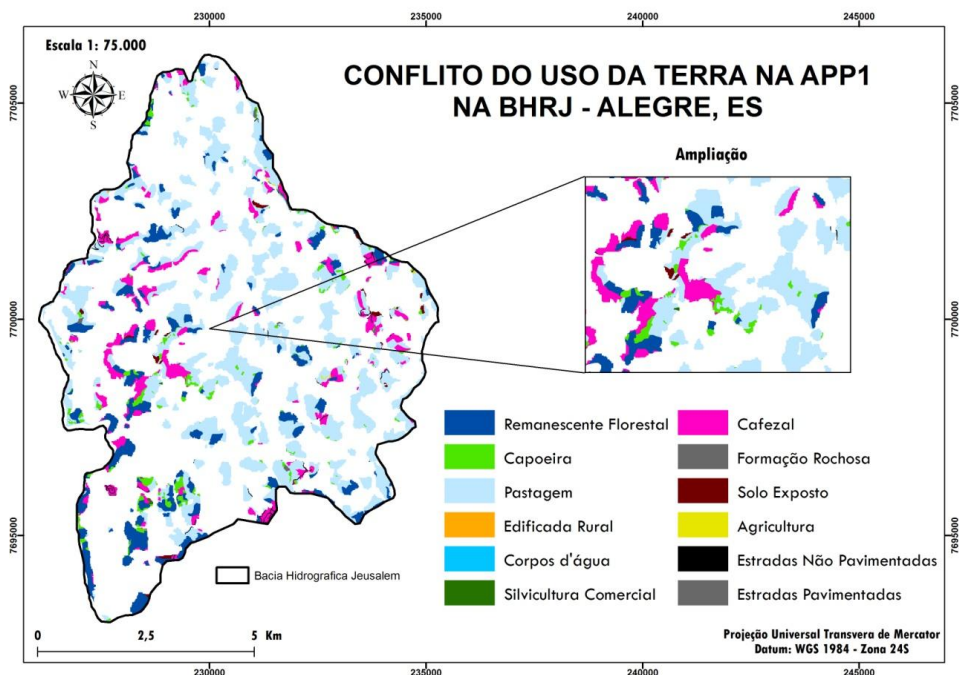 230000
235000
240000
245000
Escala 1: 75.000
N
W
E
S
CONFLITO DO USO DA TERRA NA APP1
NA BHRJ - ALEGRE, ES
7705000
7705000
Ampliação
7700000
7700000
Remanescente Florestal
Cafezal
Capoeira
Formação Rochosa
Pastagem
Solo Exposto
Edificada Rural
Agricultura
Corpos d'água
Estradas Não Pavimentadas
Silvicultura Comercial
Estradas Pavimentadas
7695000
7695000
Bacia Hidrografica Jeusalem
0
2,5
5 Km
Projeção Universal Transvera de Mercator
Datum: WGS 1984 - Zona 24S
230000
235000
240000
245000